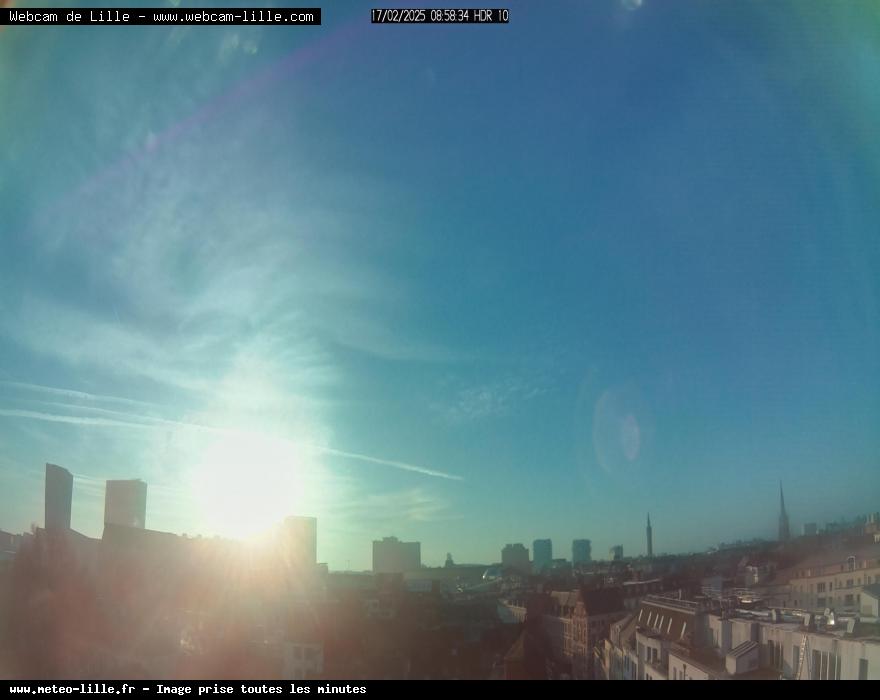 Webcam de Lille - www.webcam-lille.com
17/02/2025 08:58:34 HDR 10
www.meteo-lille.fr - Image prise toutes les minutes